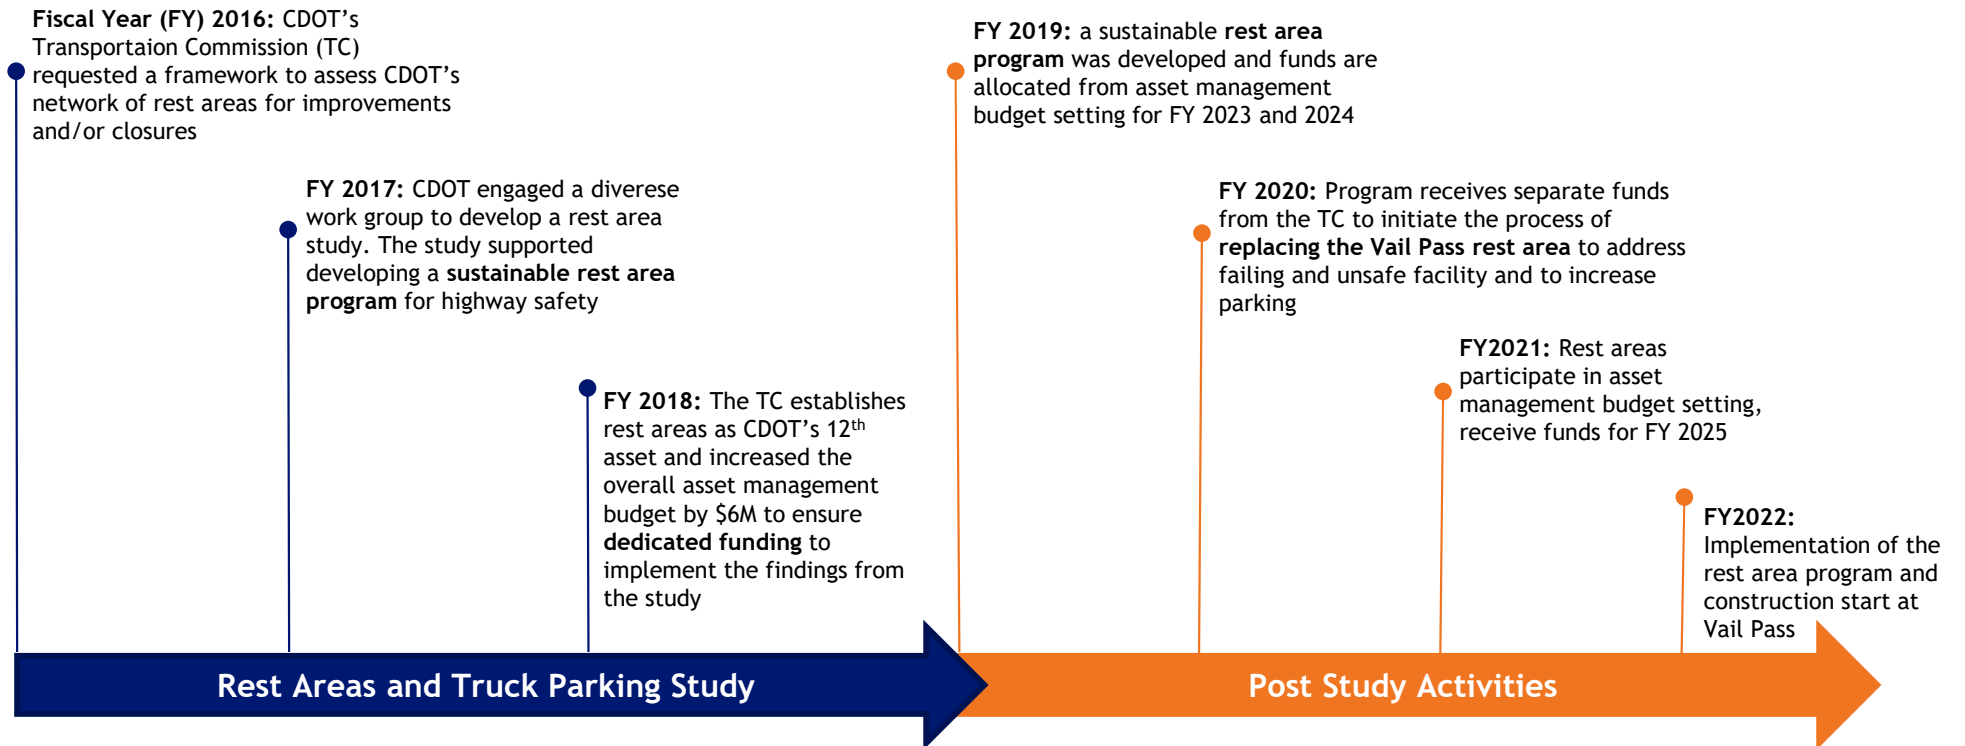 Fiscal Year (FY) 2016: CDOT’s
Transportaion Commission (TC)
requested a framework to assess CDOT’s
network of rest areas for improvements
and/or closures
FY 2017: CDOT engaged a diverese
work group to develop a rest area
study. The study supported
developing a sustainable rest area
program for highway safety
FY 2018: The TC establishes
rest areas as CDOT’s 12th
asset and increased the
overall asset management
budget by $6M to ensure
dedicated funding to
implement the findings from
the study
FY 2019: a sustainable rest area
program was developed and funds are
allocated from asset management
budget setting for FY 2023 and 2024
FY 2020: Program receives separate funds
from the TC to initiate the process of
replacing the Vail Pass rest area to address
failing and unsafe facility and to increase
parking
FY2021: Rest areas
participate in asset
management budget setting,
receive funds for FY 2025
FY2022:
Implementation of the
rest area program and
construction start at
Vail Pass
Rest Areas and Truck Parking Study
Post Study Activities